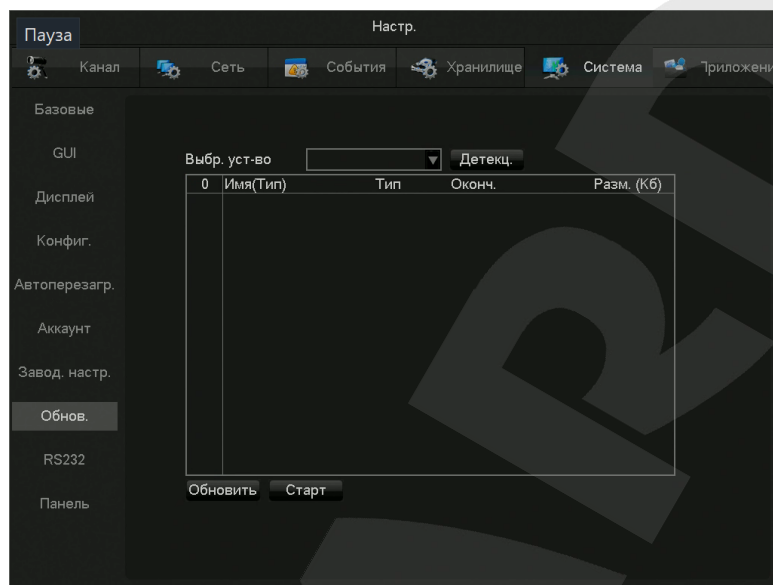 Пауза
Настр.
Канал Сеть События Хранилище Система Приложени
Базовые
GUI
Дисплей
Конфиг.
Автоперезагр.
Аккаунт
Завод. настр.
Обнов.
RS232
Панель
Выбр. уст-во Детекц.
0 Имя(Тип) Тип Оконч. Разм. (Кб)
Обновить Старт